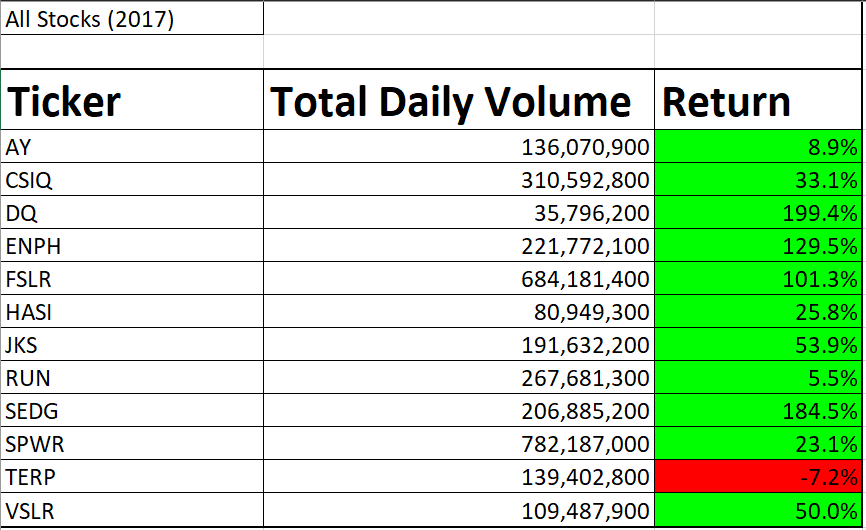 All Stocks (2017)
Ticker Total Daily Volume Return
AY 136,070,900 8.9%
CSIQ 310,592,800 33.1%
DQ 35,796,200 199.4%
ENPH 221,772,100 129.5%
FSLR 684,181,400 101.3%
HASI 80,949,300 25.8%
JKS 191,632,200 53.9%
RUN 267,681,300 5.5%
SEDG 206,885,200 184.5%
SPWR 782,187,000 23.1%
TERP 139,402,800 -7.2%
VSLR 109,487,900 50.0%